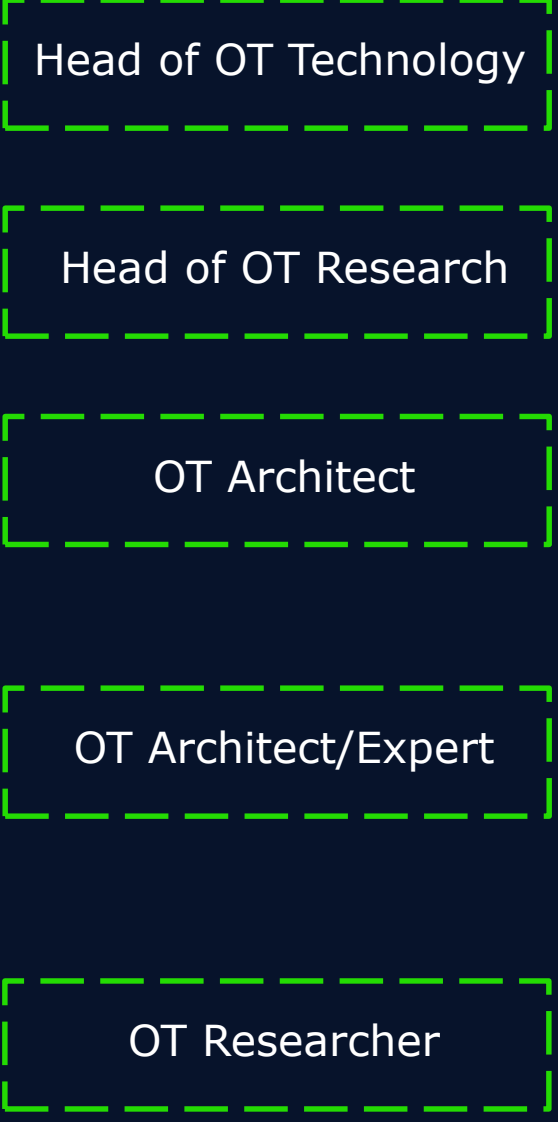 Head of OT Technology
Head of OT Research
OT Architect
OT Architect/Expert
OT Researcher